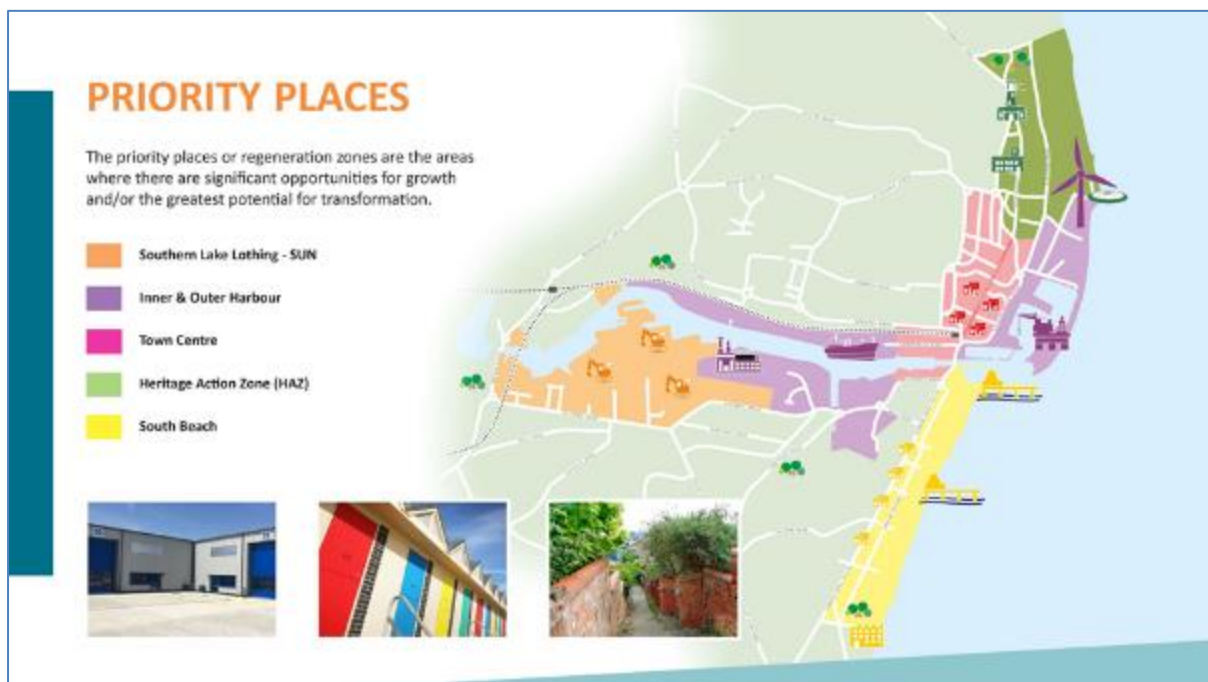 PRIORITY PLACES
The priority places or regeneration zones are the areas
where there are significant opportunities for growth
and/or the greatest potential for transformation.
Southern Lake Lothing - SUN
Inner & Outer Harbour
Town Centre
Heritage Action Zone (HAZ)
South Beach